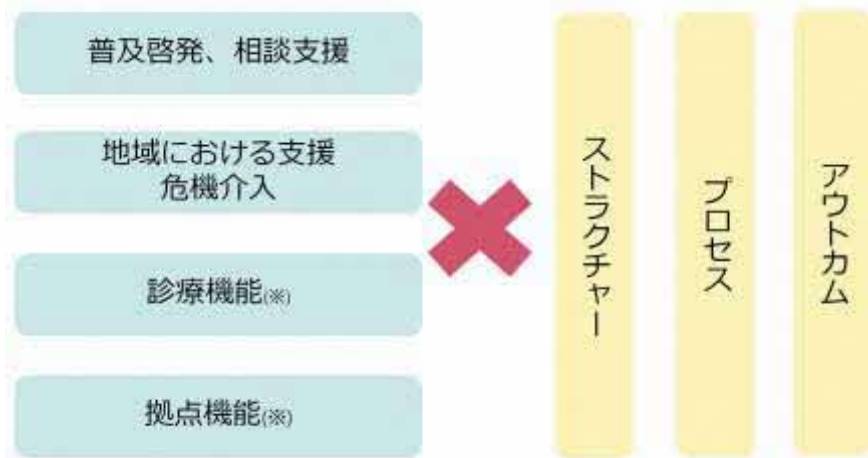 普及啓発、相談支援
地域における支援
危機介入
診療機能(※)
拠点機能(※)
ストラクチャー
プロセス
アウトカム